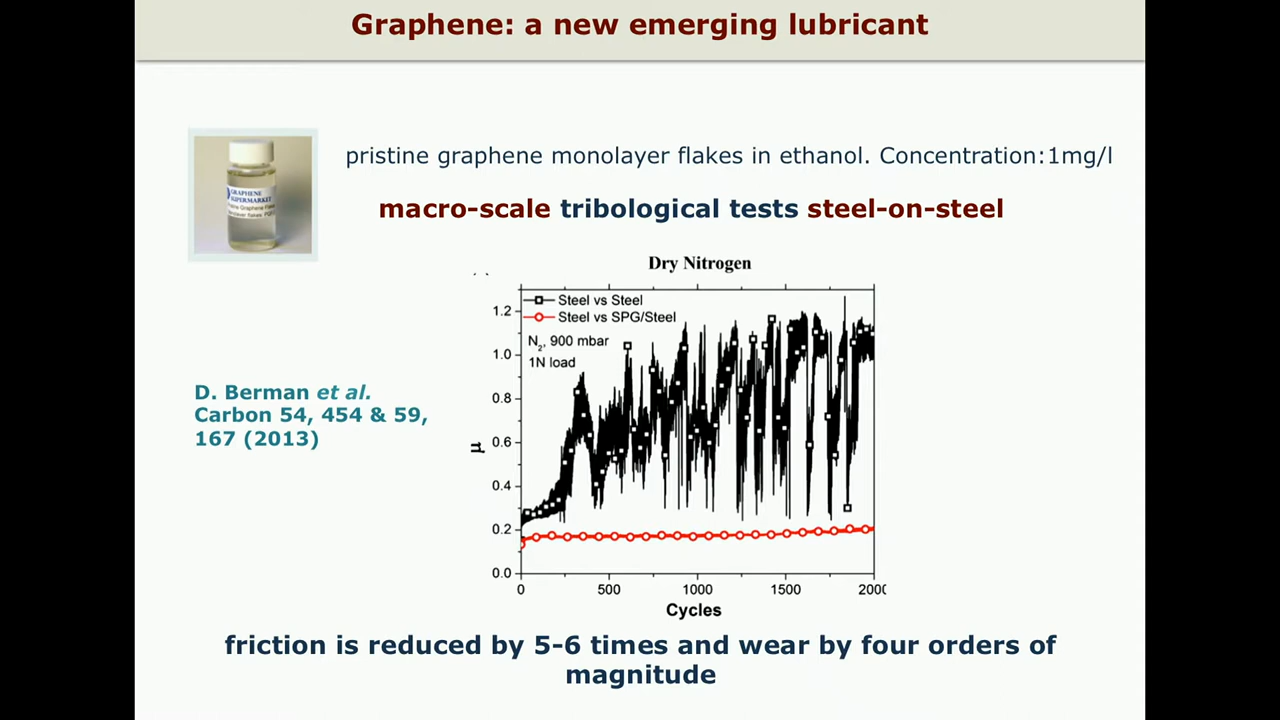 Graphene: a new emerging lubricant
GRAPHENE
SUPERMARKET
pristine graphene monolayer flakes in ethanol. Concentration:1mg/l
macro-scale tribological tests steel-on-steel
Dry Nitrogen
Steel vs Steel
Steel vs SPG/Steel
N2, 900 mbar
1N load
1.2
1.0
0.8
0.6
0.4
0.2
0.0
µ
0 500 1000 1500 2000
Cycles
D. Berman et al.
Carbon 54, 454 & 59,
167 (2013)
friction is reduced by 5-6 times and wear by four orders of
magnitude